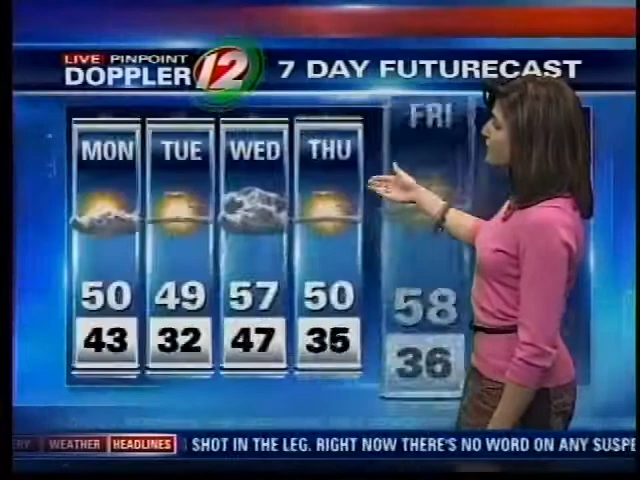 LIVE PINPOINT
DOPPLER 12
7 DAY FUTURECAST
MON TUE WED THU FRI
50 49 57 50 58
43 32 47 35 36
WEATHER HEADLINES SHOT IN THE LEG. RIGHT NOW THERE'S NO WORD ON ANY SUSPE